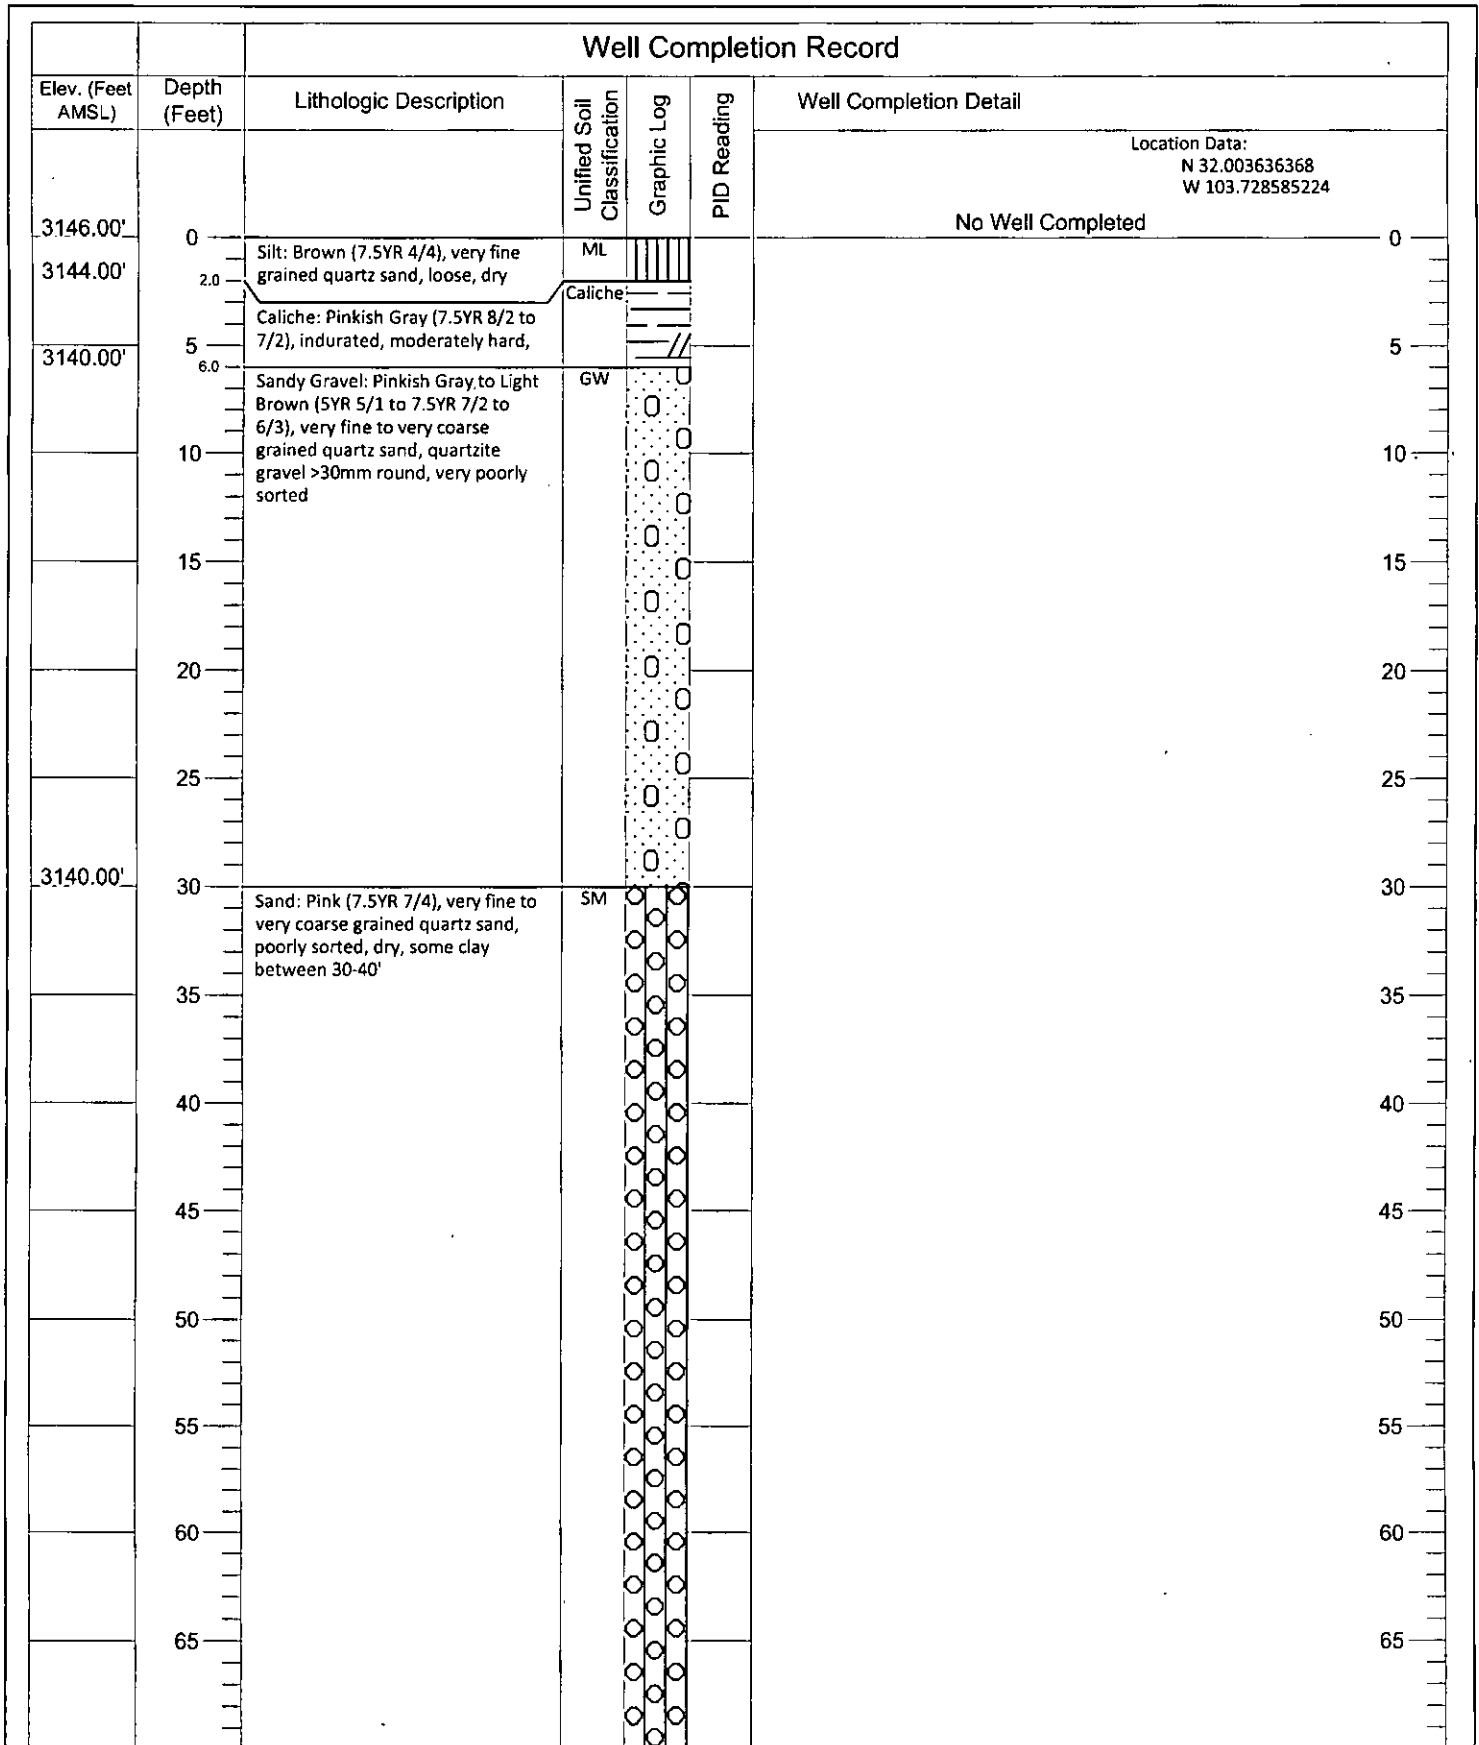 Well Completion Record
Elev. (Feet AMSL)
Depth (Feet)
Lithologic Description
Unified Soil Classification
Graphic Log
PID Reading
Well Completion Detail
Location Data:
N 32.003636368
W 103.728585224
No Well Completed
3146.00'
0
Silt: Brown (7.5YR 4/4), very fine
grained quartz sand, loose, dry
ML
0
3144.00'
2.0
Caliche
Caliche: Pinkish Gray (7.5YR 8/2 to
7/2), indurated, moderately hard,
5
5
3140.00'
6.0
Sandy Gravel: Pinkish Gray to Light
Brown (5YR 5/1 to 7.5YR 7/2 to
6/3), very fine to very coarse
grained quartz sand, quartzite
gravel >30mm round, very poorly
sorted
GW
10
10
15
15
20
20
25
25
3140.00'
30
30
Sand: Pink (7.5YR 7/4), very fine to
very coarse grained quartz sand,
poorly sorted, dry, some clay
between 30-40'
SM
35
35
40
40
45
45
50
50
55
55
60
60
65
65